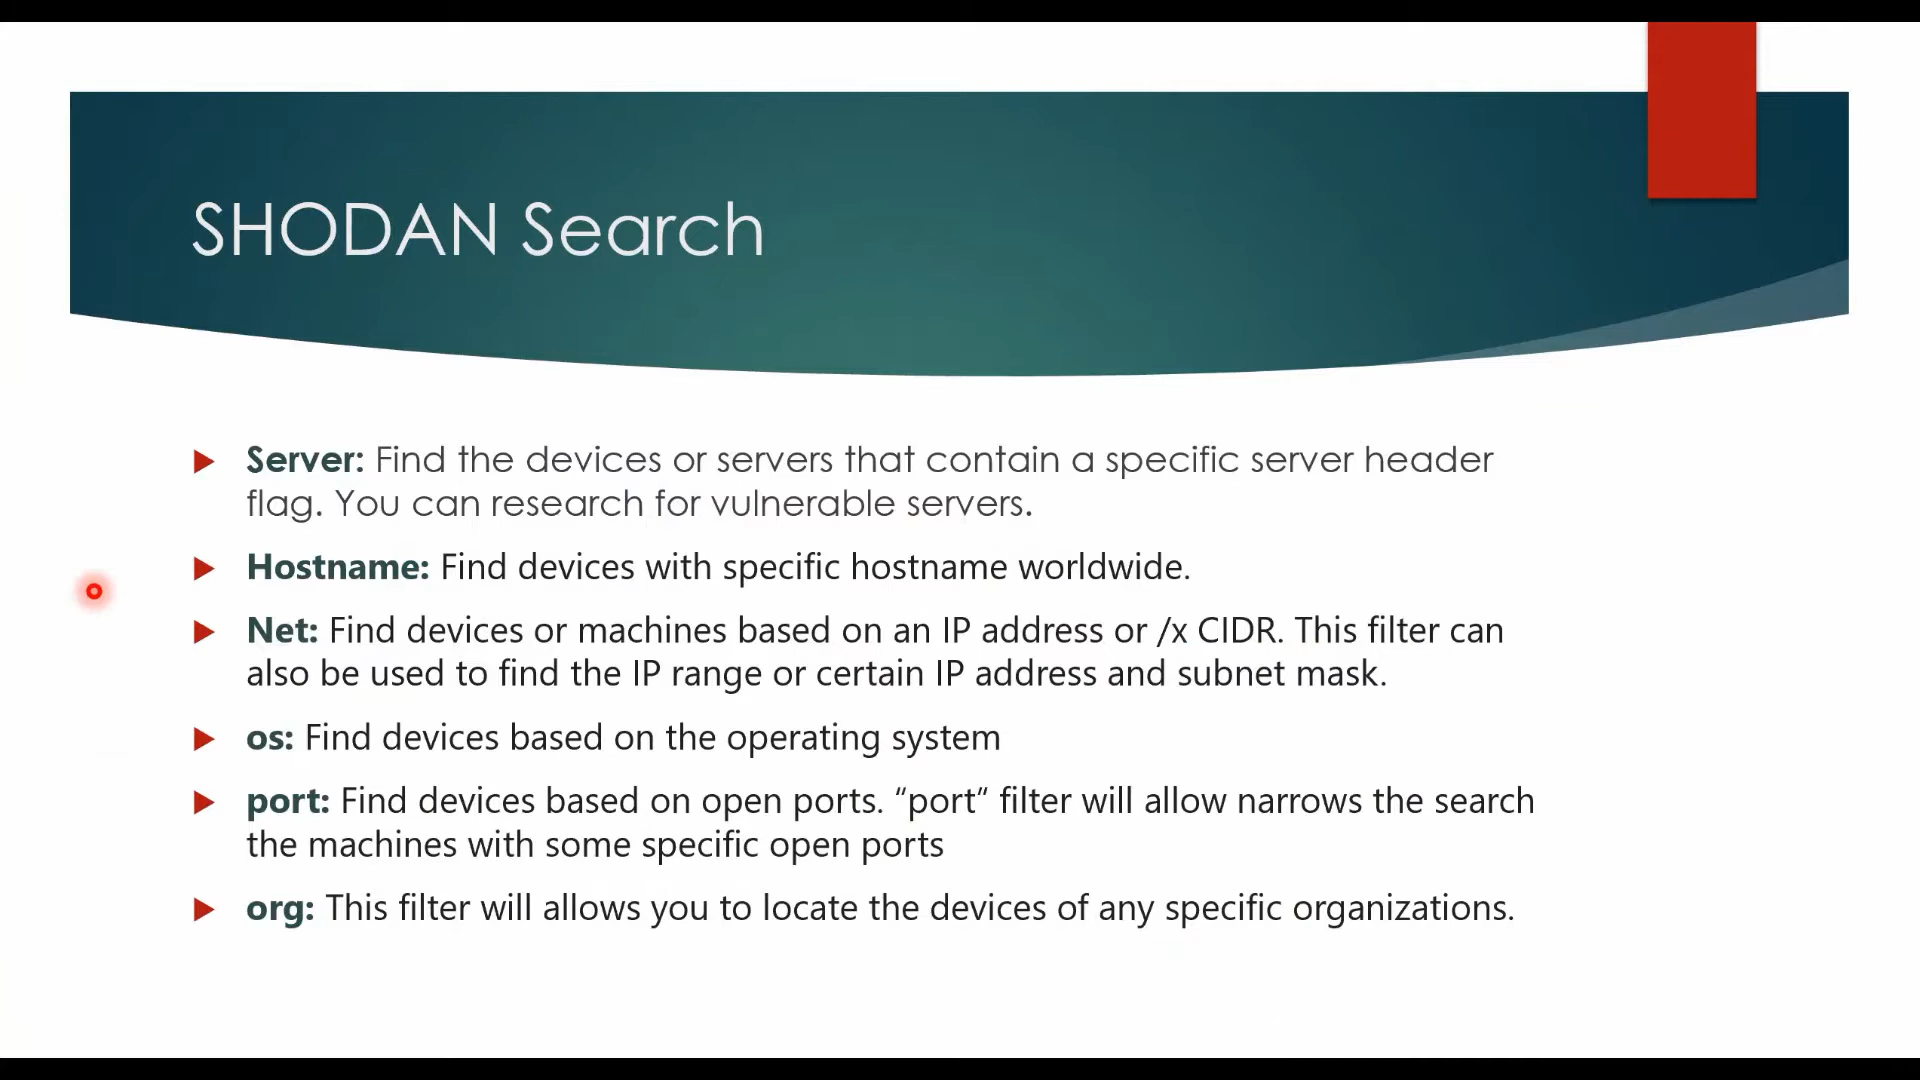 SHODAN Search
Server: Find the devices or servers that contain a specific server header
flag. You can research for vulnerable servers.
Hostname: Find devices with specific hostname worldwide.
Net: Find devices or machines based on an IP address or /x CIDR. This filter can
also be used to find the IP range or certain IP address and subnet mask.
os: Find devices based on the operating system
port: Find devices based on open ports. “port” filter will allow narrows the search
the machines with some specific open ports
org: This filter will allows you to locate the devices of any specific organizations.